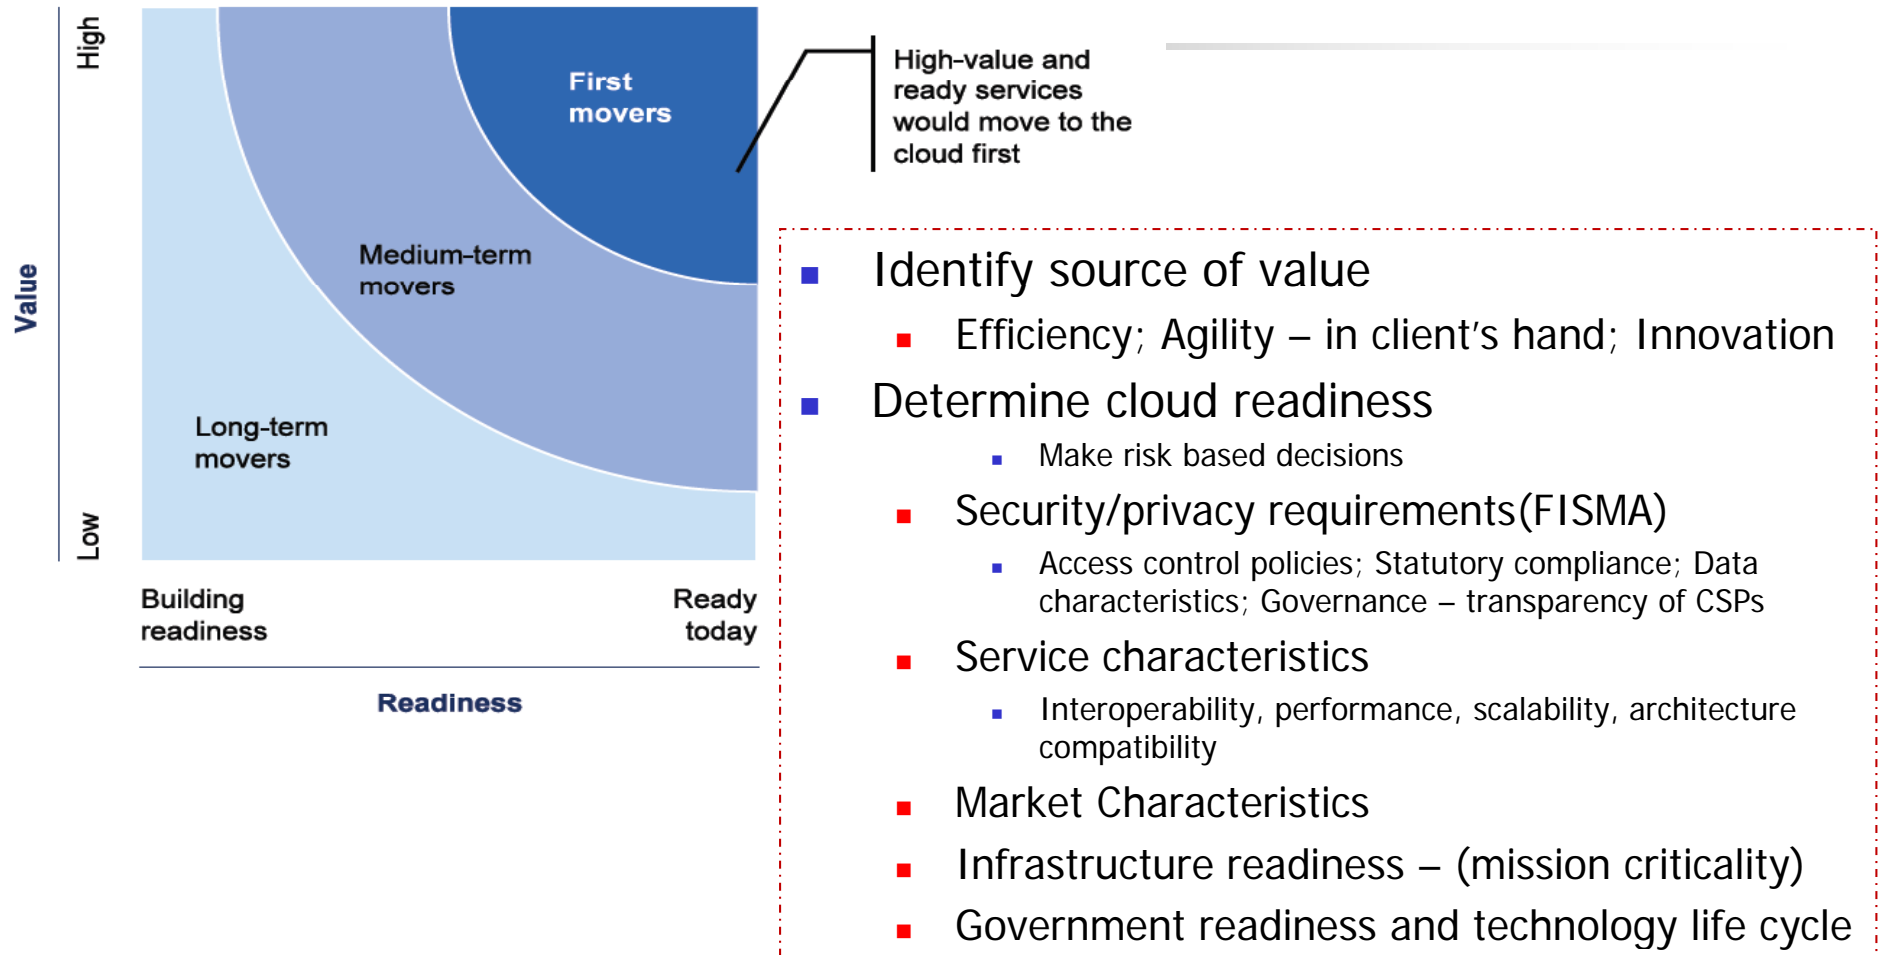 High
Value
Low
First
movers
Medium-term
movers
Long-term
movers
Building
readiness
Ready
today
Readiness
High-value and
ready services
would move to the
cloud first
Identify source of value
Efficiency; Agility – in client's hand; Innovation
Determine cloud readiness
Make risk based decisions
Security/privacy requirements(FISMA)
Access control policies; Statutory compliance; Data
characteristics; Governance – transparency of CSPs
Service characteristics
Interoperability, performance, scalability, architecture
compatibility
Market Characteristics
Infrastructure readiness – (mission criticality)
Government readiness and technology life cycle